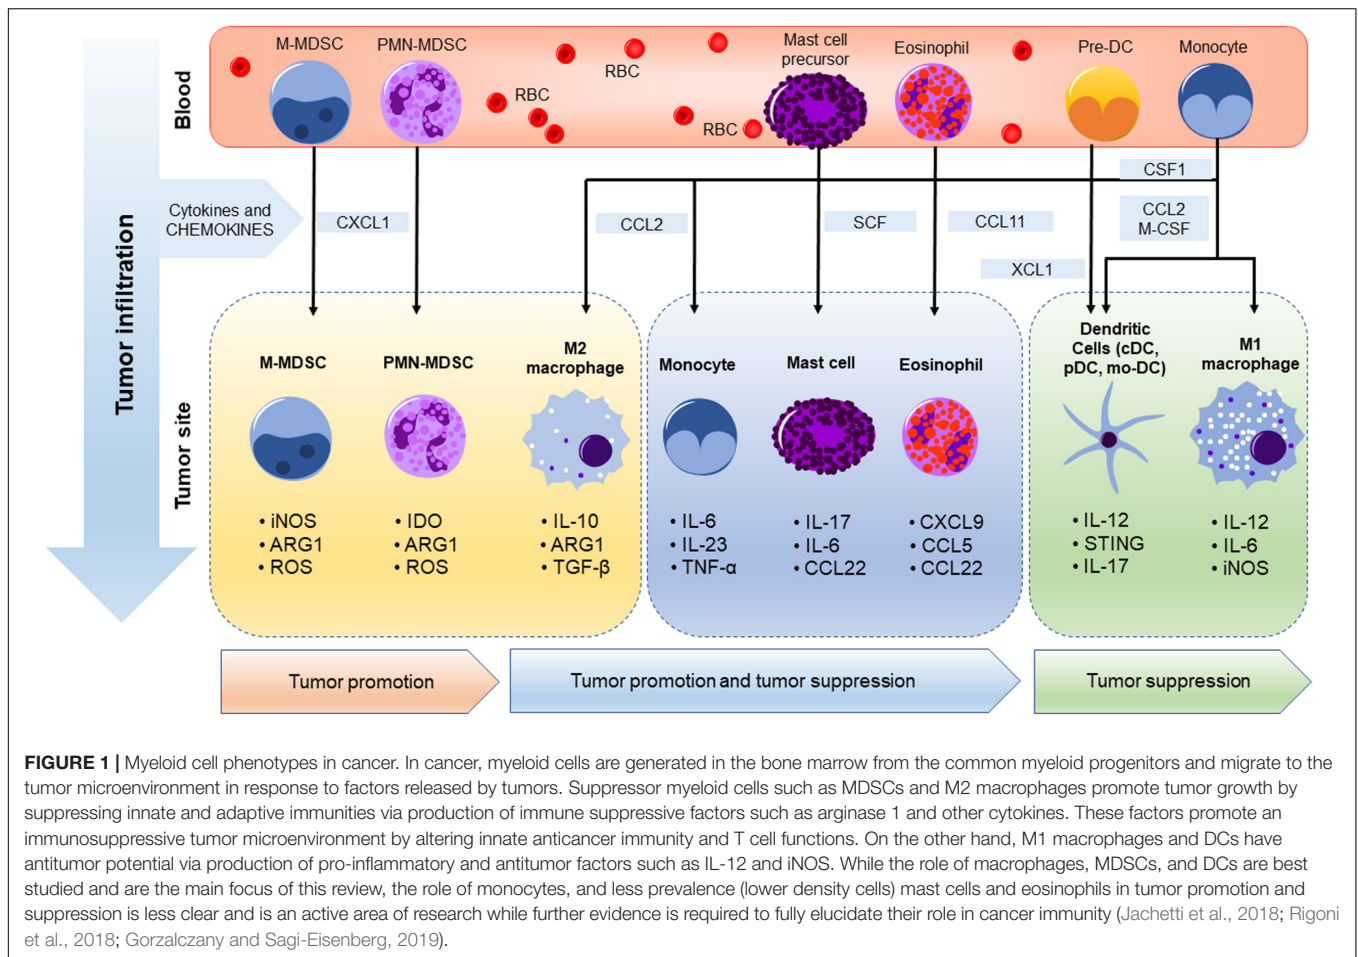 Blood
Tumor infiltration
Tumor site
M-MDSC
PMN-MDSC
RBC
RBC
RBC
Mast cell
precursor
Eosinophil
Pre-DC
Monocyte
Cytokines and
CHEMOKINES
CXCL1
CCL2
SCF
CCL11
XCL1
CSF1
CCL2
M-CSF
M-MDSC
• iNOS
• ARG1
• ROS
PMN-MDSC
• IDO
• ARG1
• ROS
M2
macrophage
• IL-10
• ARG1
• TGF-β
Monocyte
• IL-6
• IL-23
• TNF-α
Mast cell
• IL-17
• IL-6
• CCL22
Eosinophil
• CXCL9
• CCL5
• CCL22
Dendritic
Cells (cDC,
pDC, mo-DC)
• IL-12
• STING
• IL-17
M1
macrophage
• IL-12
• IL-6
• iNOS
Tumor promotion
Tumor promotion and tumor suppression
Tumor suppression
FIGURE 1 | Myeloid cell phenotypes in cancer. In cancer, myeloid cells are generated in the bone marrow from the common myeloid progenitors and migrate to the
tumor microenvironment in response to factors released by tumors. Suppressor myeloid cells such as MDSCs and M2 macrophages promote tumor growth by
suppressing innate and adaptive immunities via production of immune suppressive factors such as arginase 1 and other cytokines. These factors promote an
immunosuppressive tumor microenvironment by altering innate anticancer immunity and T cell functions. On the other hand, M1 macrophages and DCs have
antitumor potential via production of pro-inflammatory and antitumor factors such as IL-12 and iNOS. While the role of macrophages, MDSCs, and DCs are best
studied and are the main focus of this review, the role of monocytes, and less prevalence (lower density cells) mast cells and eosinophils in tumor promotion and
suppression is less clear and is an active area of research while further evidence is required to fully elucidate their role in cancer immunity (Jachetti et al., 2018; Rigoni
et al., 2018; Gorzalczany and Sagi-Eisenberg, 2019).